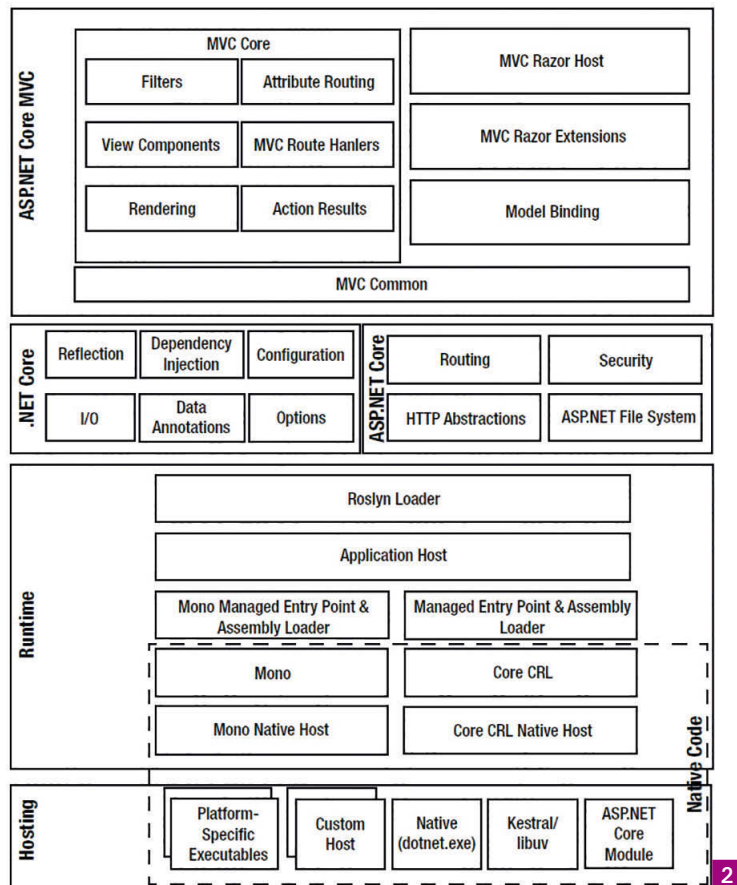 ASP.NET Core MVC
MVC Core
Filters
Attribute Routing
View Components
MVC Route Hanlers
Rendering
Action Results
MVC Razor Host
MVC Razor Extensions
Model Binding
MVC Common
.NET Core
Reflection
Dependency
Injection
Configuration
I/O
Data
Annotations
Options
ASP.NET Core
Routing
Security
HTTP Abstractions
ASP.NET File System
Runtime
Roslyn Loader
Application Host
Mono Managed Entry Point &
Assembly Loader
Managed Entry Point & Assembly
Loader
Mono
Core CRL
Mono Native Host
Core CRL Native Host
Native Code
Hosting
Platform-
Specific
Executables
Custom
Host
Native
(dotnet.exe)
Kestral/
libuv
ASP.NET
Core
Module
2